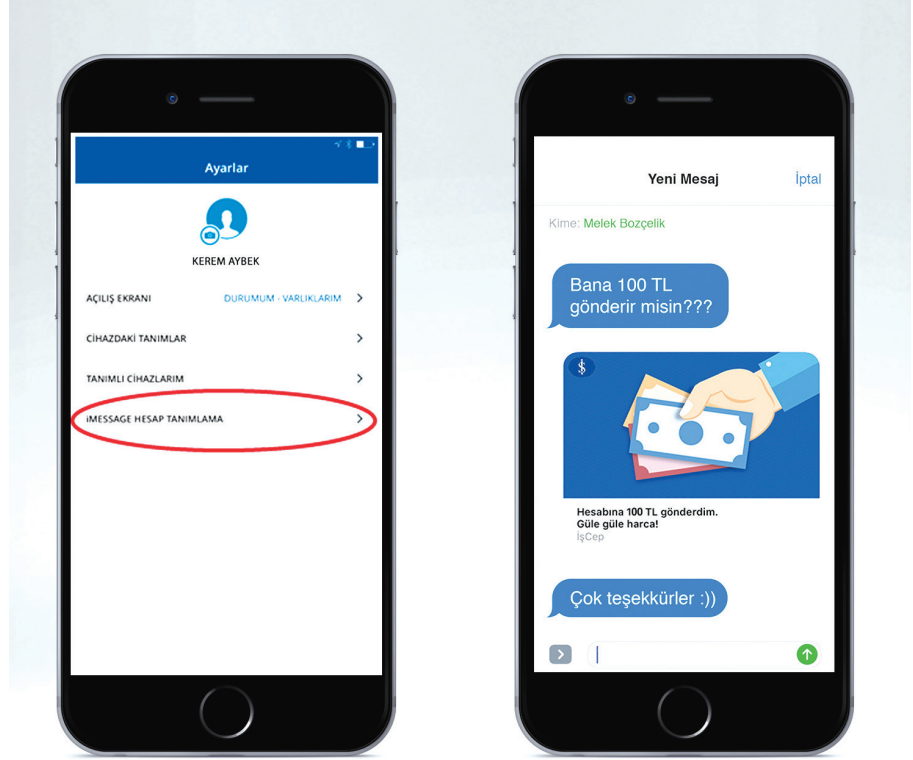 Ayarlar
KEREM AYBEK
AÇILIŞ EKRANI DURUMUM - VARLIKLARIM
CİHAZDAKİ TANIMLAR
TANIMLI CİHAZLARIM
iMESSAGE HESAP TANIMLAMA
Yeni Mesaj İptal
Kime: Melek Bozçelik
Bana 100 TL
gönderir misin???
$
Hesabına 100 TL gönderdim.
Güle güle harca!
İşCep
Çok teşekkürler :))